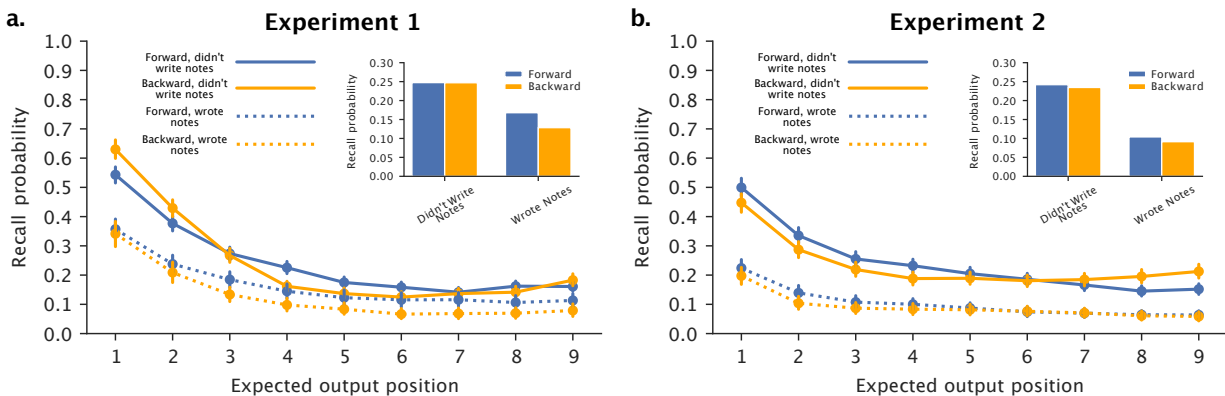 a.
Experiment 1
Recall probability
1.0
0.9
0.8
0.7
0.6
0.5
0.4
0.3
0.2
0.1
0.0
Forward, didn't
write notes
Backward, didn't
write notes
Forward, wrote
notes
Backward, wrote
notes
Recall probability
0.30
0.25
0.20
0.15
0.10
0.05
0.00
Forward
Backward
Didn't Write
Notes
Wrote Notes
1 2 3 4 5 6 7 8 9
Expected output position
b.
Experiment 2
Recall probability
1.0
0.9
0.8
0.7
0.6
0.5
0.4
0.3
0.2
0.1
0.0
Forward, didn't
write notes
Backward, didn't
write notes
Forward, wrote
notes
Backward, wrote
notes
Recall probability
0.30
0.25
0.20
0.15
0.10
0.05
0.00
Forward
Backward
Didn't Write
Notes
Wrote Notes
1 2 3 4 5 6 7 8 9
Expected output position